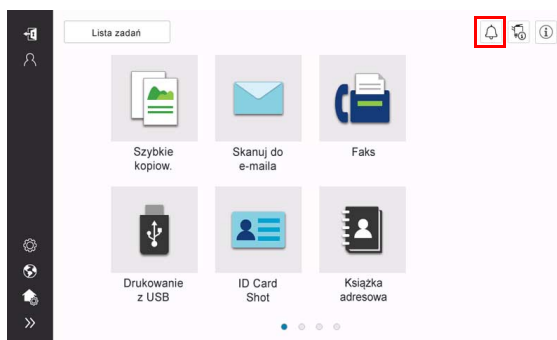 Lista zadań
Szybkie
kopiow.
Skanuj do
e-maila
Faks
Drukowanie
z USB
ID Card
Shot
Książka
adresowa